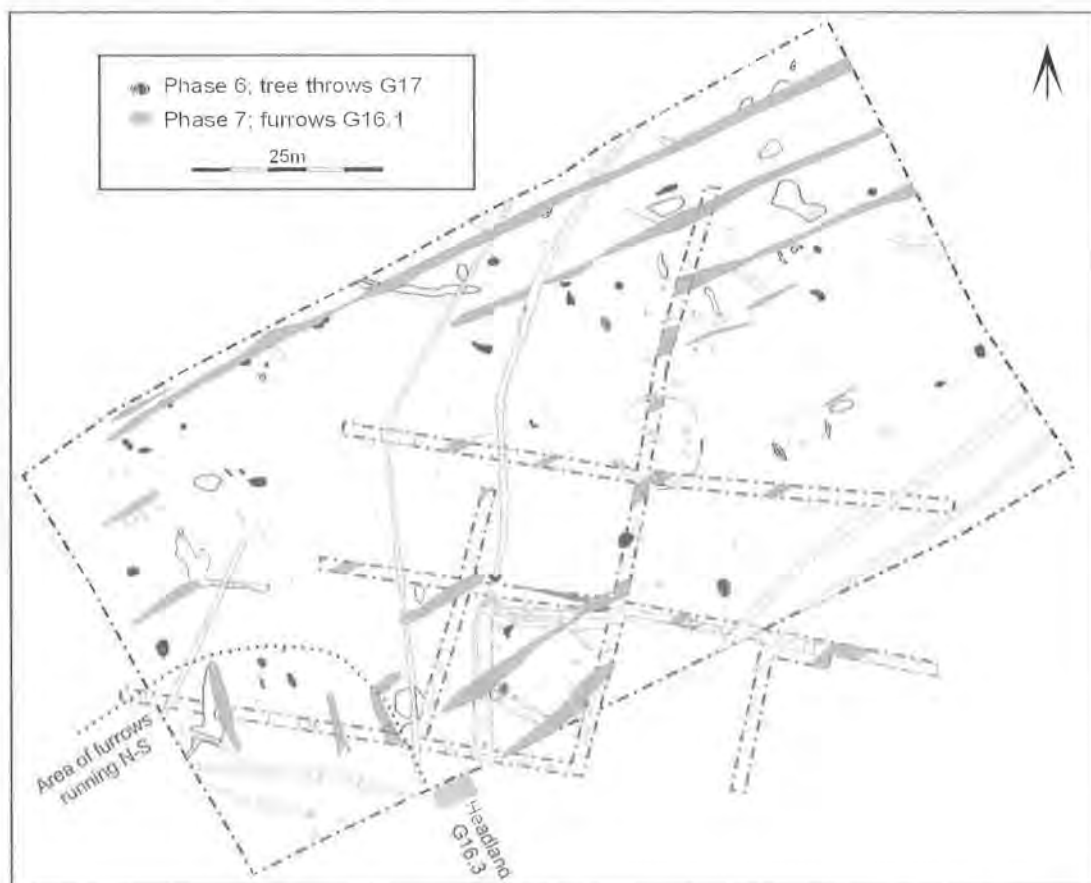 Phase 6; tree throws G17
Phase 7; furrows G16.1
25m
Area of furrows
running N-S
Headland
G16.3